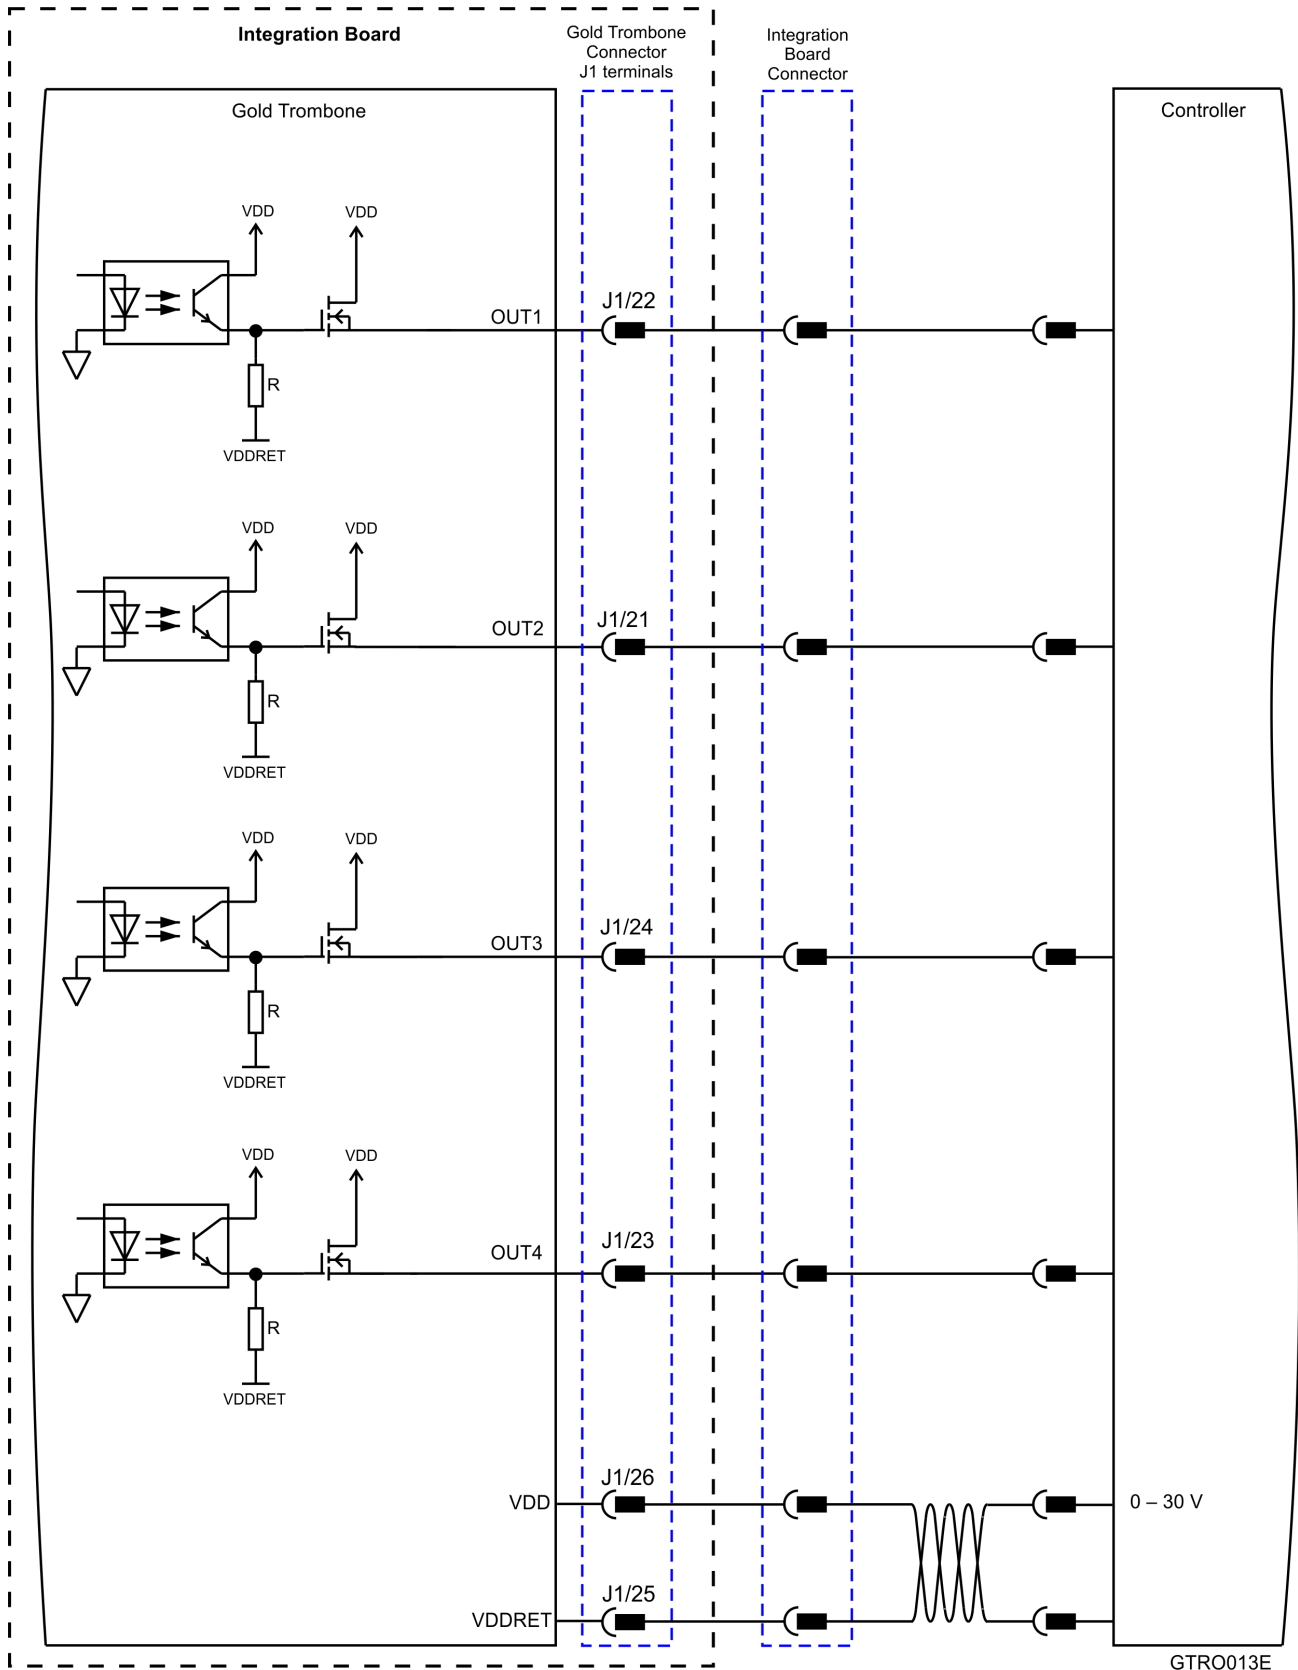 Integration Board
Gold Trombone
Connector
J1 terminals
Integration
Board
Connector
Gold Trombone
Controller
VDD
VDD
OUT1
J1/22
R
VDDRET
VDD
VDD
OUT2
J1/21
R
VDDRET
VDD
VDD
OUT3
J1/24
R
VDDRET
VDD
VDD
OUT4
J1/23
R
VDDRET
VDD
J1/26
0 – 30 V
VDDRET
J1/25
GTRO013E